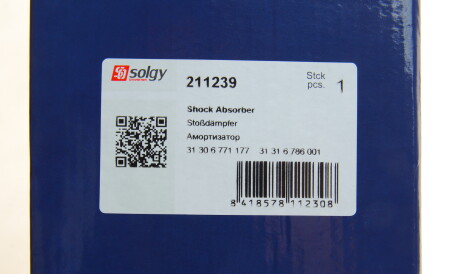 solgy
211239
Stck
pcs. 1
Shock Absorber
Stoßdämpfer
Амортизатор
31 30 6 771 177 31 31 6 786 001
8 418578 112308